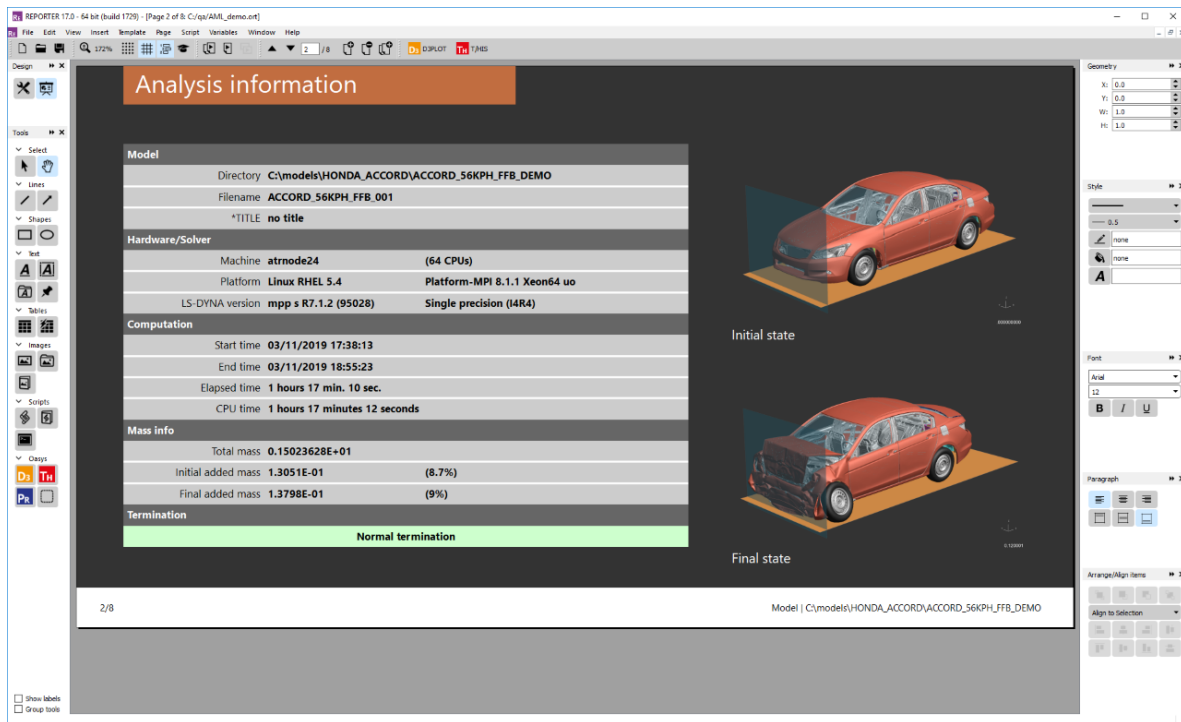 REPORTER 17.0 - 64 bit (build 1729) - [Page 2 of 8: C:/qa/AML_demo.ort]
File Edit View Insert Template Page Script Variables Window Help
172% 2 /8 D3PLOT T/HIS
Design
Tools
Select
Lines
Shapes
Text
Tables
Images
Scripts
Oasys
Show labels
Group tools
Analysis information
Model
Directory C:\models\HONDA_ACCORD\ACCORD_56KPH_FFB_DEMO
Filename ACCORD_56KPH_FFB_001
*TITLE no title
Hardware/Solver
Machine atrnode24 (64 CPUs)
Platform Linux RHEL 5.4 Platform-MPI 8.1.1 Xeon64 uo
LS-DYNA version mpp s R7.1.2 (95028) Single precision (I4R4)
Computation
Start time 03/11/2019 17:38:13
End time 03/11/2019 18:55:23
Elapsed time 1 hours 17 min. 10 sec.
CPU time 1 hours 17 minutes 12 seconds
Mass info
Total mass 0.15023628E+01
Initial added mass 1.3051E-01 (8.7%)
Final added mass 1.3798E-01 (9%)
Termination
Normal termination
Initial state
Final state
2/8
Model | C:\models\HONDA_ACCORD\ACCORD_56KPH_FFB_DEMO
Geometry
X: 0.0
Y: 0.0
W: 1.0
H: 1.0
Style
0.5
none
none
Font
Arial
12
B I U
Paragraph
Arrange/Align items
Align to Selection